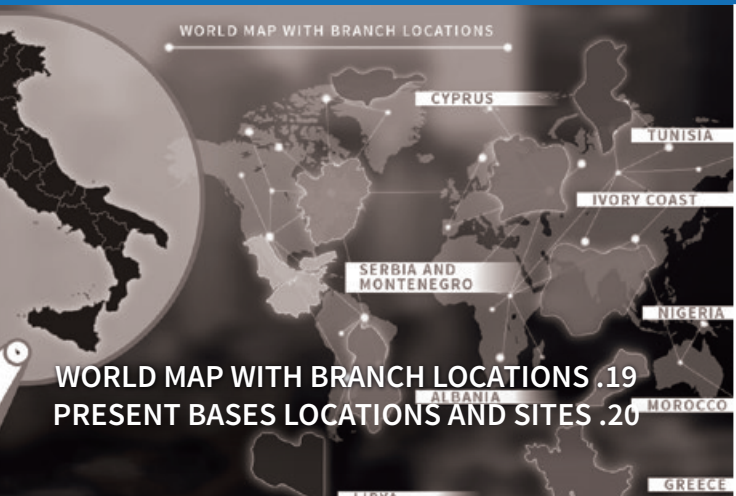 WORLD MAP WITH BRANCH LOCATIONS
CYPRUS
TUNISIA
IVORY COAST
SERBIA AND
MONTENEGRO
NIGERIA
WORLD MAP WITH BRANCH LOCATIONS .19
ALBANIA
MOROCCO
PRESENT BASES LOCATIONS AND SITES .20
GREECE